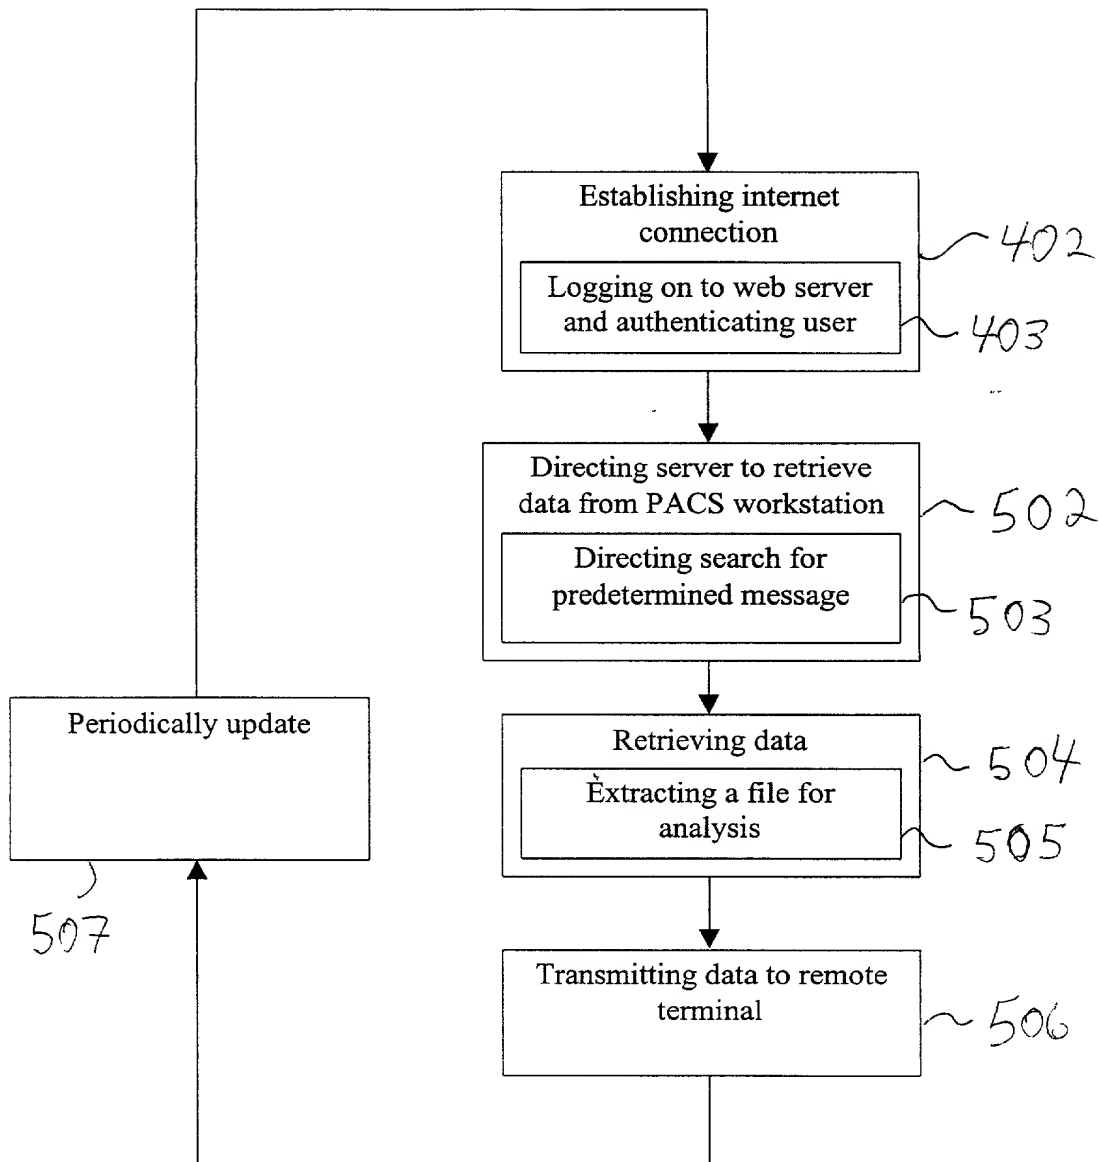 Establishing internet
connection
402
Logging on to web server
and authenticating user
403
Directing server to retrieve
data from PACS workstation
502
Directing search for
predetermined message
503
Periodically update
507
Retrieving data
504
Extracting a file for
analysis
505
Transmitting data to remote
terminal
506